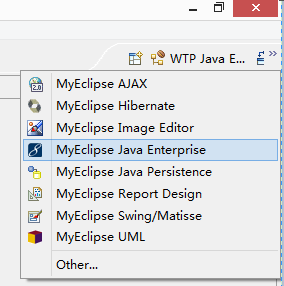 WTP Java E...
MyEclipse AJAX
MyEclipse Hibernate
MyEclipse Image Editor
MyEclipse Java Enterprise
MyEclipse Java Persistence
MyEclipse Report Design
MyEclipse Swing/Matisse
MyEclipse UML
Other...